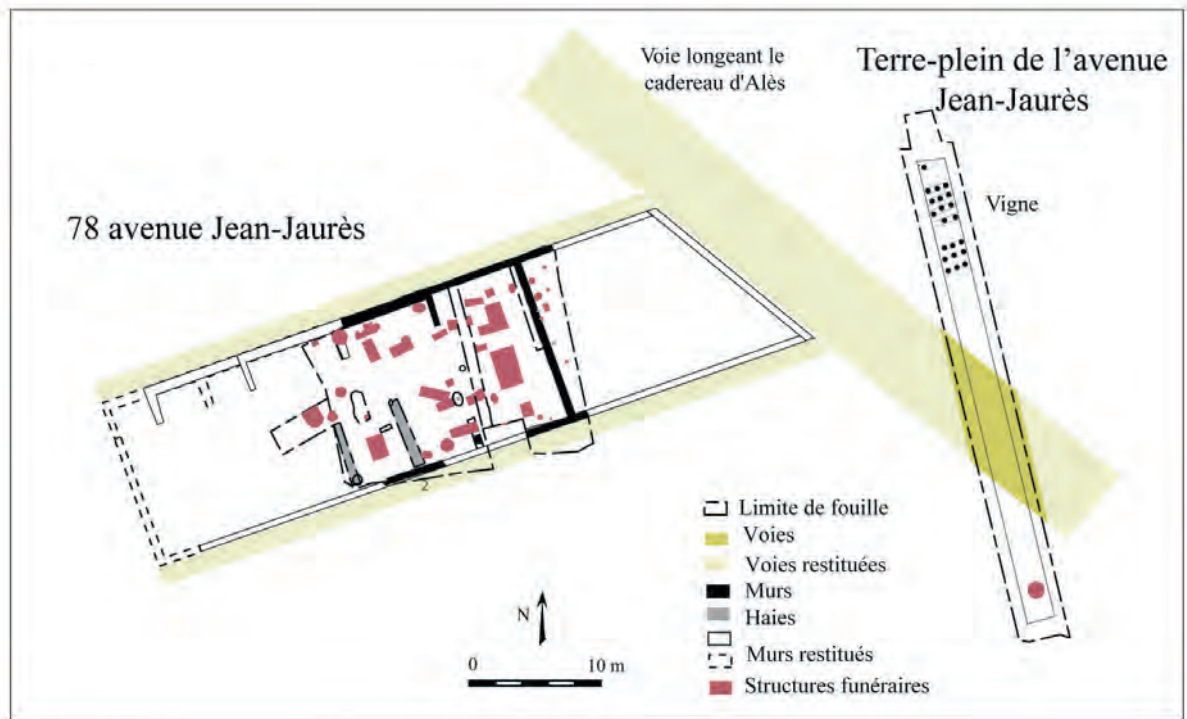 Voie longeant le
cadereau d'Alès
Terre-plein de l’avenue
Jean-Jaurès
78 avenue Jean-Jaurès
Vigne
2
Limite de fouille
Voies
Voies restituées
Murs
Haies
Murs restitués
Structures funéraires
N
0 10 m